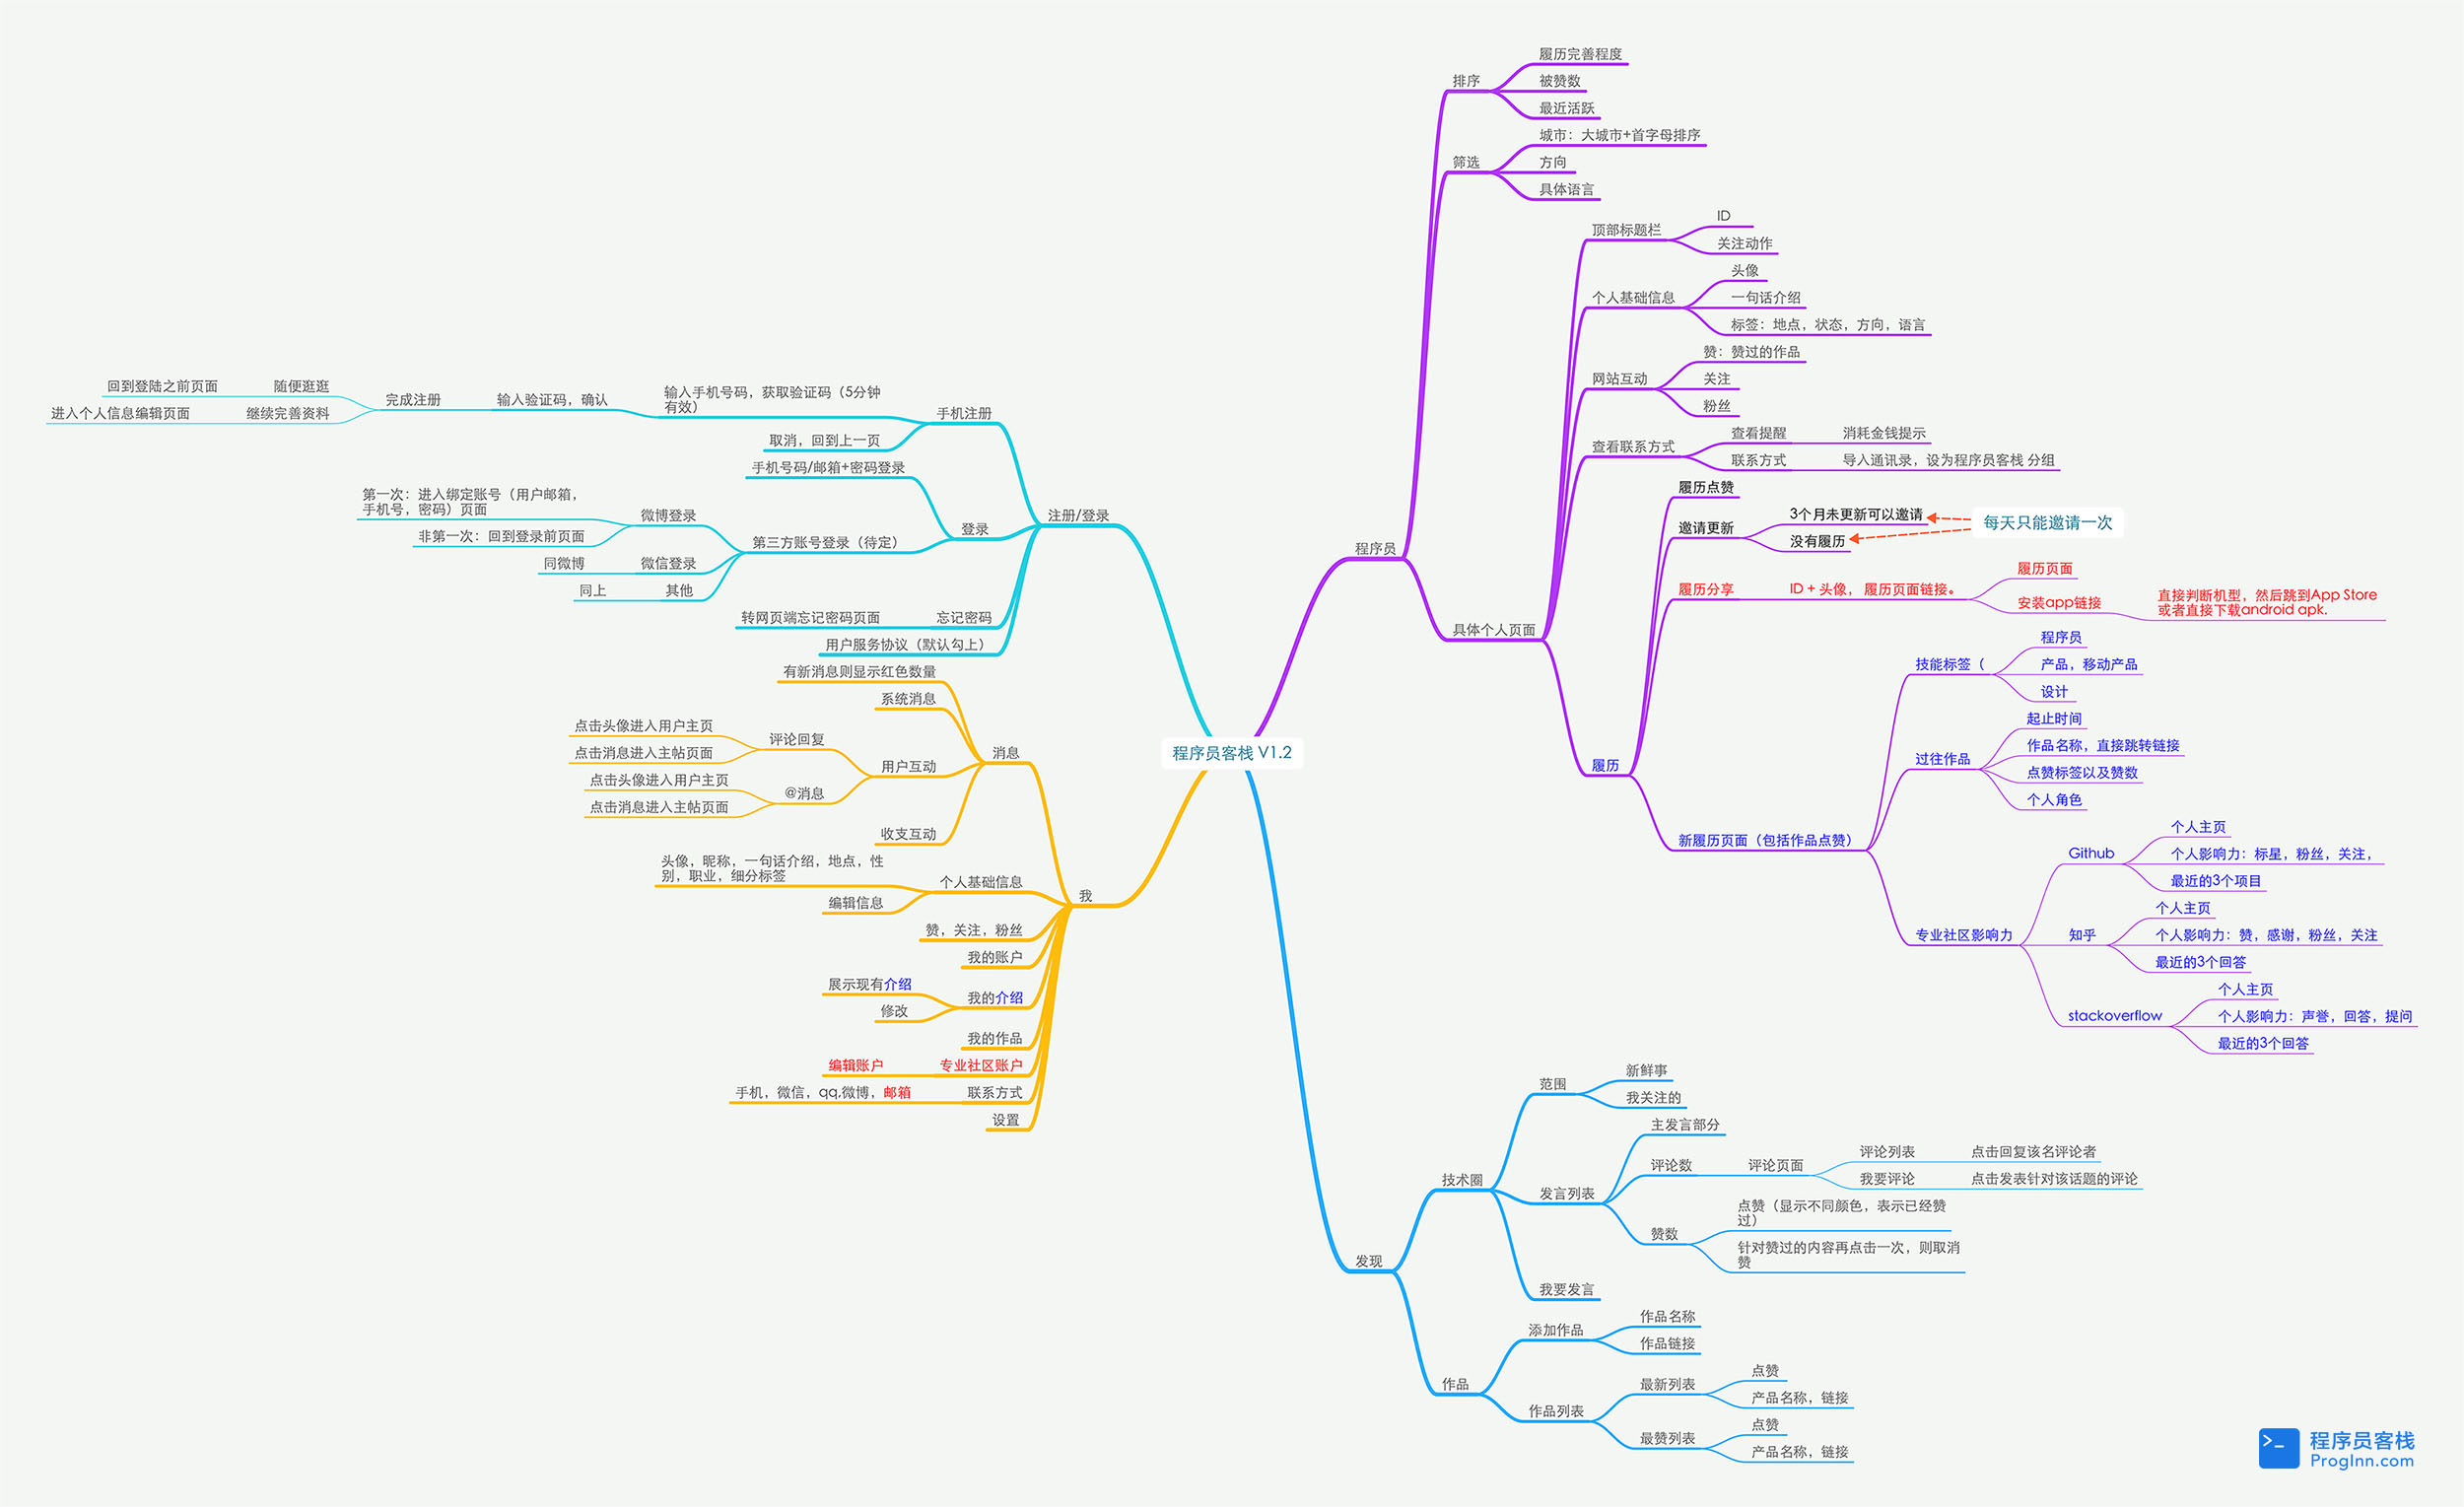 程序员客栈 V1.2
注册/登录
手机注册
输入手机号码，获取验证码（5分钟
有效）
输入验证码，确认
完成注册
随便逛逛
回到登陆之前页面
继续完善资料
进入个人信息编辑页面
取消，回到上一页
登录
手机号码/邮箱+密码登录
第三方账号登录（待定）
微博登录
第一次：进入绑定账号（用户邮箱，
手机号，密码）页面
非第一次：回到登录前页面
微信登录
同微博
其他
同上
忘记密码
转网页端忘记密码页面
用户服务协议（默认勾上）
我
消息
有新消息则显示红色数量
系统消息
用户互动
评论回复
点击头像进入用户主页
点击消息进入主帖页面
@消息
点击头像进入用户主页
点击消息进入主帖页面
收支互动
个人基础信息
头像，昵称，一句话介绍，地点，性
别，职业，细分标签
编辑信息
赞，关注，粉丝
我的账户
我的介绍
展示现有介绍
修改
我的作品
专业社区账户
编辑账户
联系方式
手机，微信，qq,微博，邮箱
设置
程序员
排序
履历完善程度
被赞数
最近活跃
筛选
城市：大城市+首字母排序
方向
具体语言
具体个人页面
顶部标题栏
ID
关注动作
个人基础信息
头像
一句话介绍
标签：地点，状态，方向，语言
网站互动
赞：赞过的作品
关注
粉丝
查看联系方式
查看提醒
消耗金钱提示
联系方式
导入通讯录，设为程序员客栈 分组
履历
履历点赞
邀请更新
3个月未更新可以邀请
没有履历
每天只能邀请一次
履历分享
ID + 头像， 履历页面链接。
履历页面
安装app链接
直接判断机型，然后跳到App Store
或者直接下载android apk.
新履历页面（包括作品点赞）
技能标签（
程序员
产品，移动产品
设计
过往作品
起止时间
作品名称，直接跳转链接
点赞标签以及赞数
个人角色
专业社区影响力
Github
个人主页
个人影响力：标星，粉丝，关注，
最近的3个项目
知乎
个人主页
个人影响力：赞，感谢，粉丝，关注
最近的3个回答
stackoverflow
个人主页
个人影响力：声誉，回答，提问
最近的3个回答
发现
技术圈
范围
新鲜事
我关注的
发言列表
主发言部分
评论数
评论页面
评论列表
点击回复该名评论者
我要评论
点击发表针对该话题的评论
赞数
点赞（显示不同颜色，表示已经赞
过）
针对赞过的内容再点击一次，则取消
赞
我要发言
作品
添加作品
作品名称
作品链接
作品列表
最新列表
点赞
产品名称，链接
最赞列表
点赞
产品名称，链接
程序员客栈
ProgInn.com